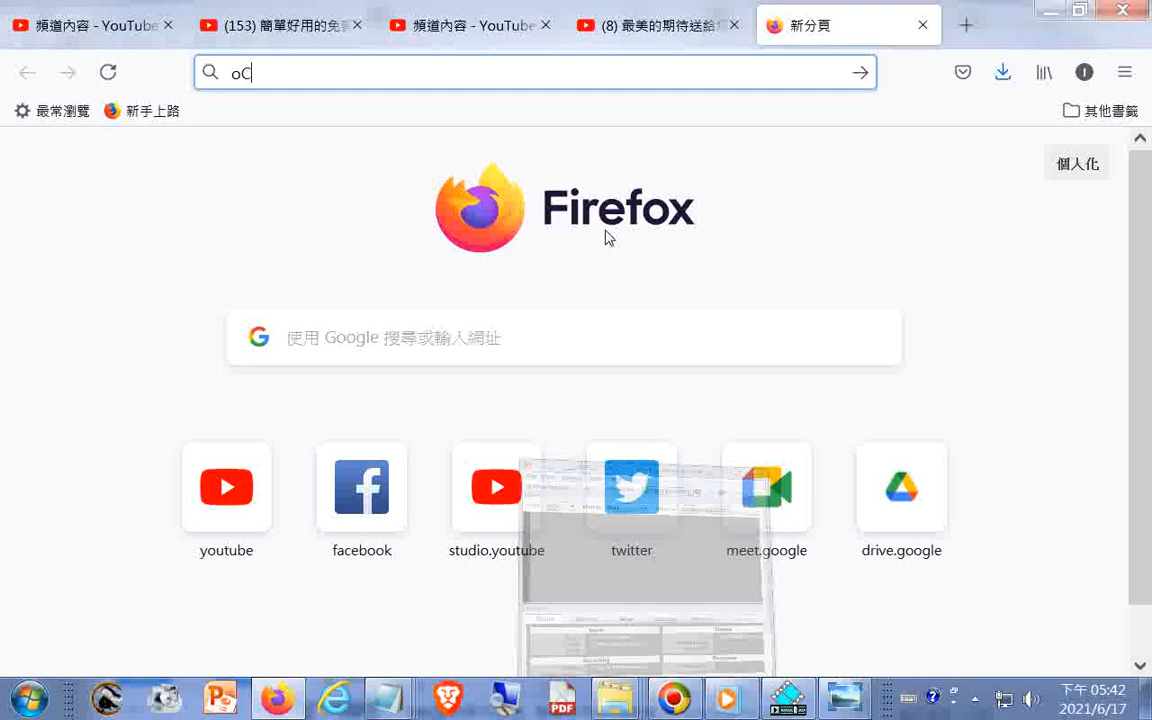 頻道內容 - YouTube
(153) 簡單好用的免
頻道內容 - YouTube
(8) 最美的期待送給
新分頁
oC
最常瀏覽
新手上路
其他書籤
個人化
Firefox
使用 Google 搜尋或輸入網址
youtube
facebook
studio.youtube
twitter
meet.google
drive.google
PDF
下午 05:42
2021/6/17